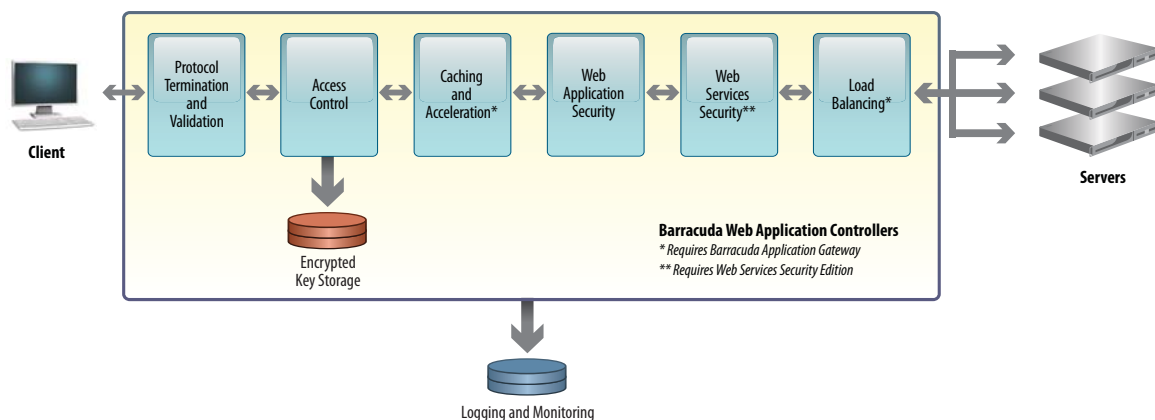 Client
Protocol
Termination
and
Validation
Access
Control
Caching
and
Acceleration*
Web
Application
Security
Web
Services
Security**
Load
Balancing*
Servers
Encrypted
Key Storage
Barracuda Web Application Controllers
* Requires Barracuda Application Gateway
** Requires Web Services Security Edition
Logging and Monitoring